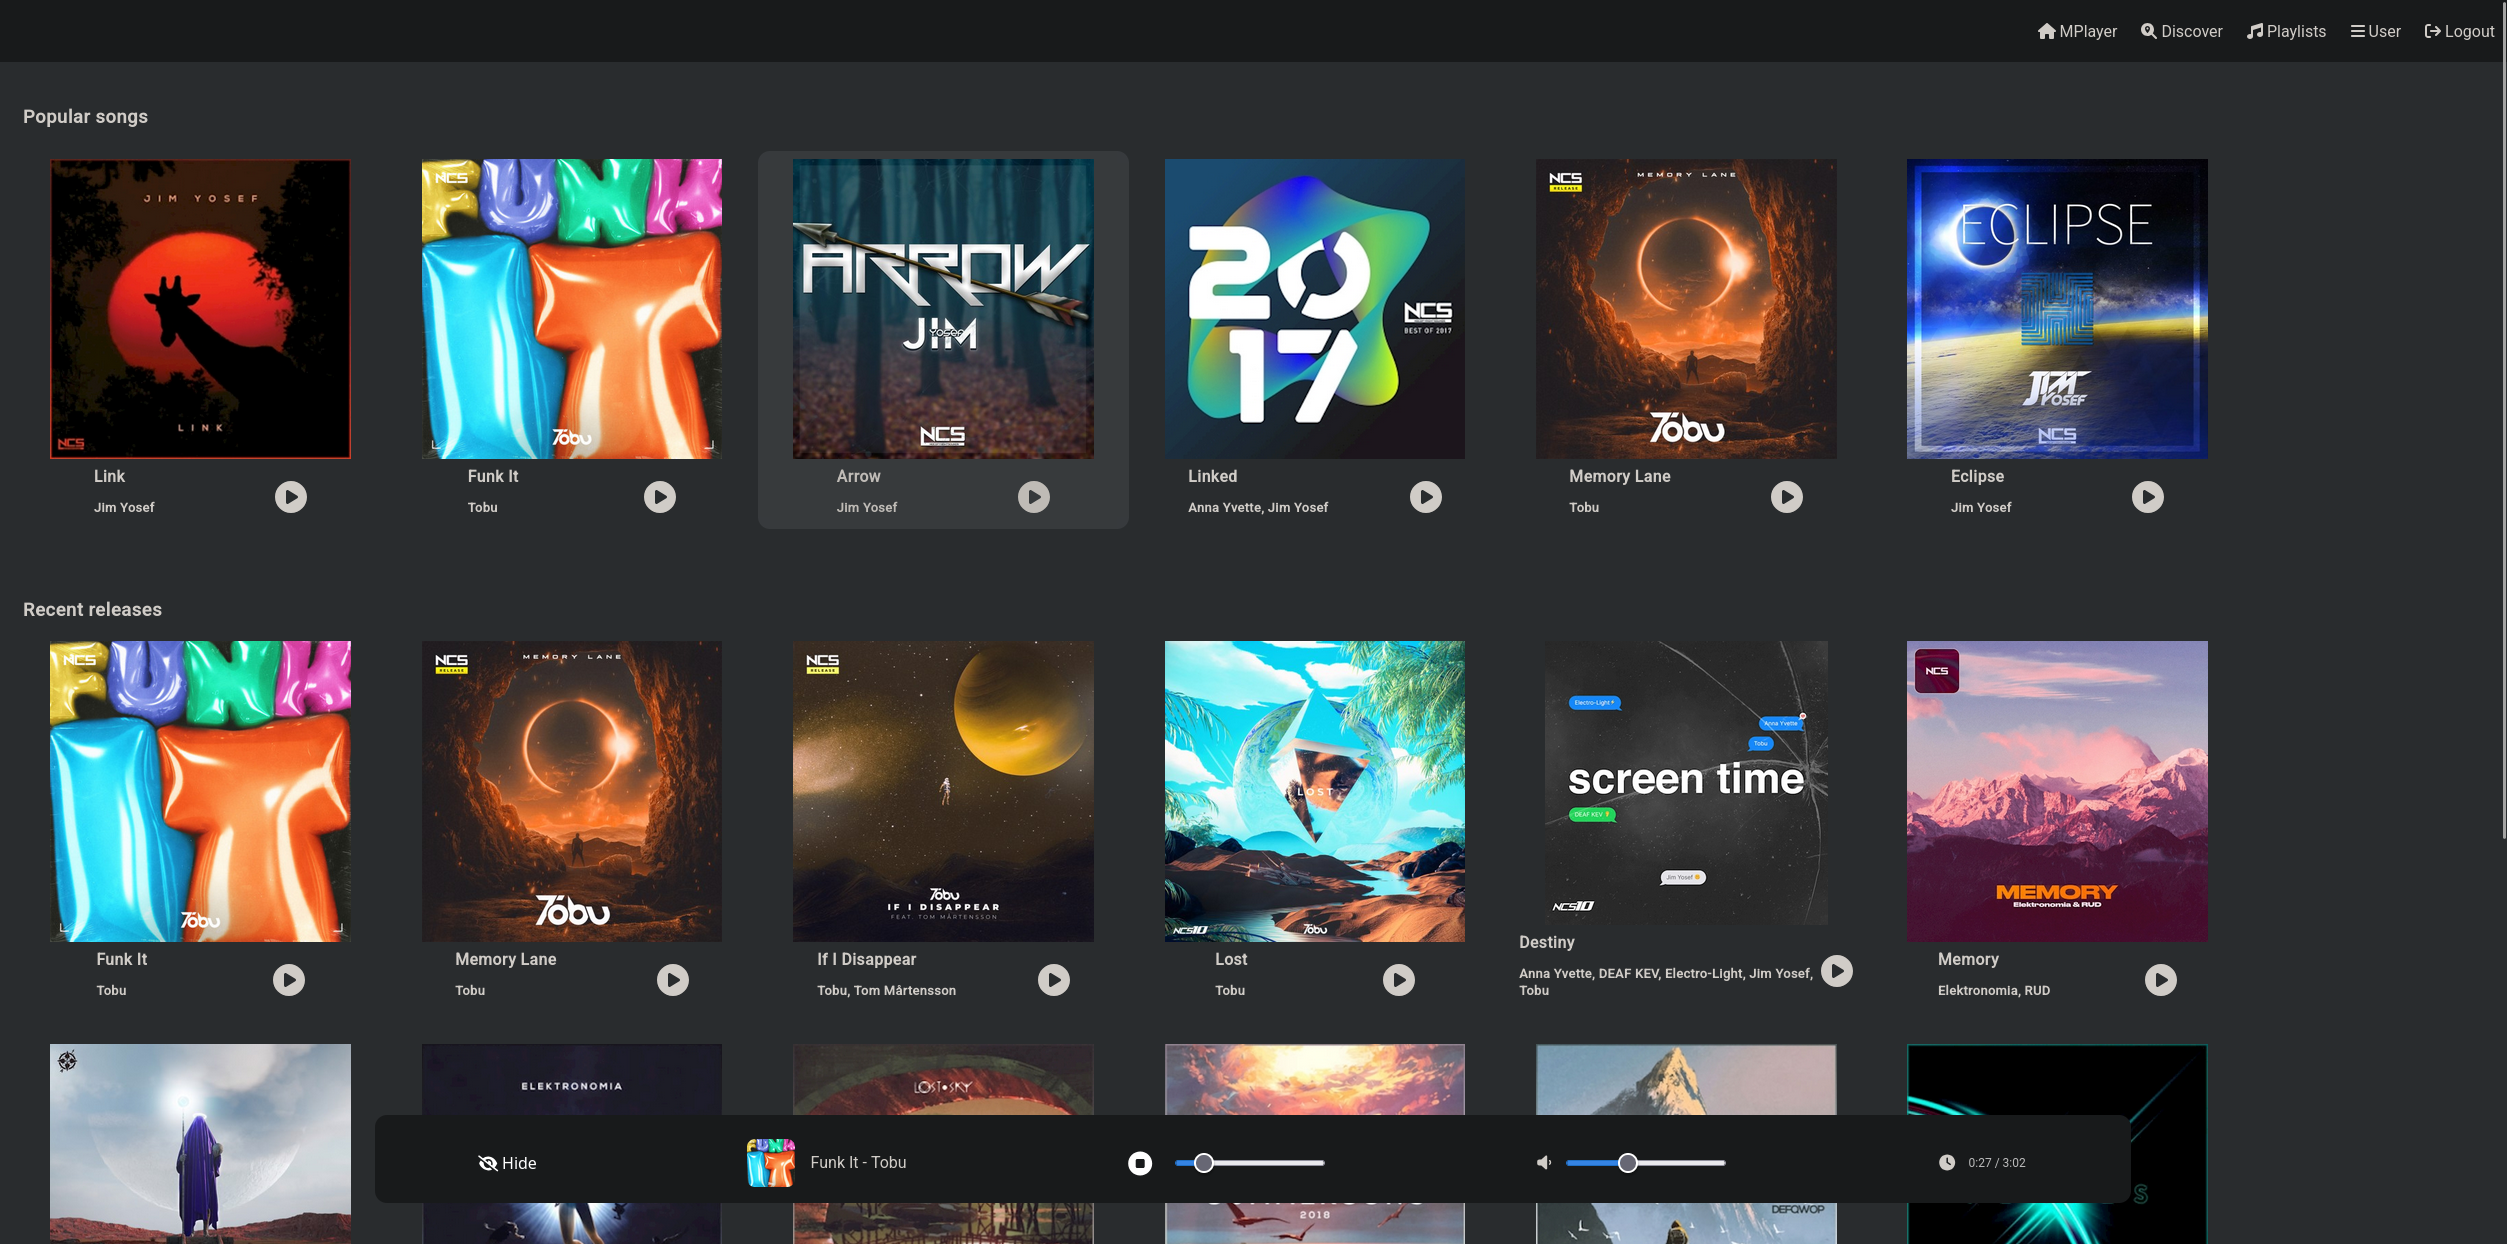 MPlayer
Discover
Playlists
User
Logout
Popular songs
JIM YOSEF
LINK
NCS
NCS
FUNK
IT
Tobu
ARROW
JIM
YOSEF
NCS
2017
NCS
BEST OF 2017
NCS
RELEASE
MEMORY LANE
Tobu
ECLIPSE
JIM
YOSEF
NCS
Link
Jim Yosef
Funk It
Tobu
Arrow
Jim Yosef
Linked
Anna Yvette, Jim Yosef
Memory Lane
Tobu
Eclipse
Jim Yosef
Recent releases
NCS
FUNK
IT
Tobu
NCS
RELEASE
MEMORY LANE
Tobu
NCS
RELEASE
Tobu
IF I DISAPPEAR
FEAT. TOM MÅRTENSSON
LOST
NCS10
Tobu
Electro-Light
Anna Yvette
Tobu
screen time
DEAF KEV
Jim Yosef
NCS10
NCS
MEMORY
Elektronomia & RUD
Funk It
Tobu
Memory Lane
Tobu
If I Disappear
Tobu, Tom Mårtensson
Lost
Tobu
Destiny
Anna Yvette, DEAF KEV, Electro-Light, Jim Yosef,
Tobu
Memory
Elektronomia, RUD
ELEKTRONOMIA
LOST SKY
Hide
Funk It - Tobu
0:27 / 3:02
2018
DEFQWOP
S